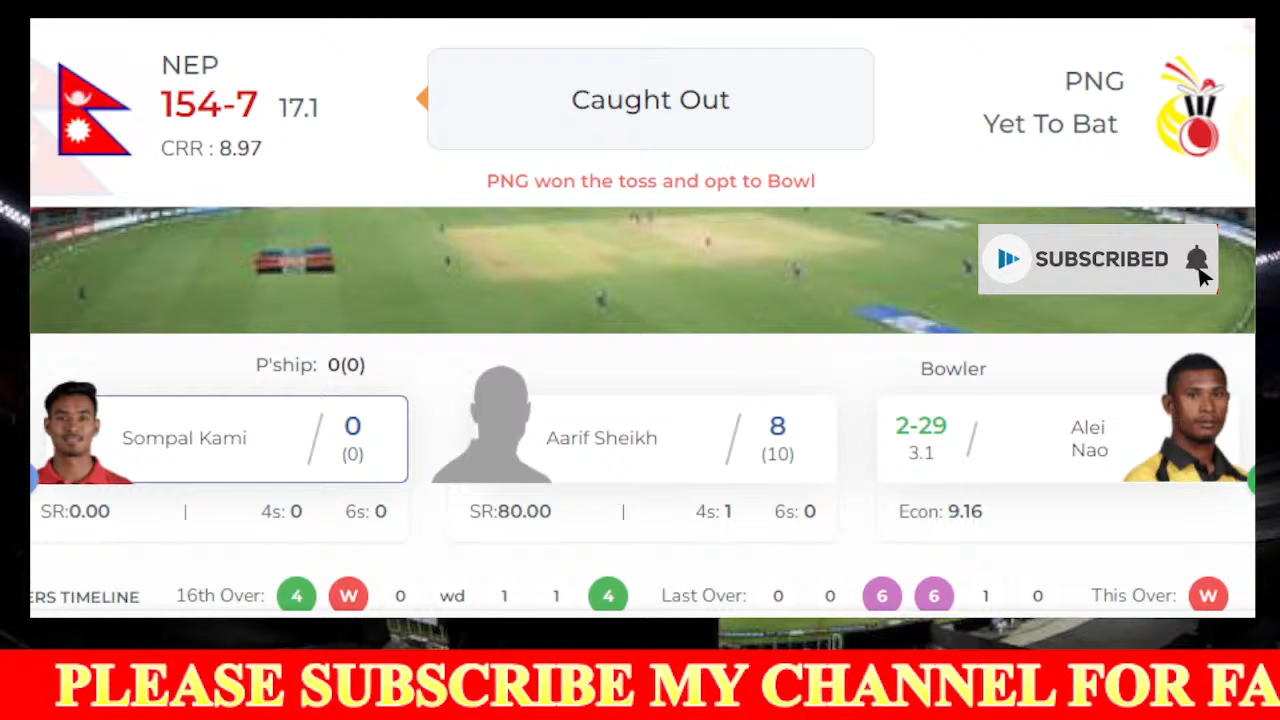 NEP
154-7 17.1
CRR : 8.97
Caught Out
PNG won the toss and opt to Bowl
PNG
Yet To Bat
SUBSCRIBED
P'ship: 0(0)
Sompal Kami 0
(0)
SR:0.00 | 4s: 0 6s: 0
Aarif Sheikh 8
(10)
SR:80.00 | 4s: 1 6s: 0
Bowler
2-29
3.1
Alei
Nao
Econ: 9.16
ERS TIMELINE 16th Over: 4 W 0 wd 1 1 4 Last Over: 0 0 6 6 1 0 This Over: W
PLEASE SUBSCRIBE MY CHANNEL FOR FA